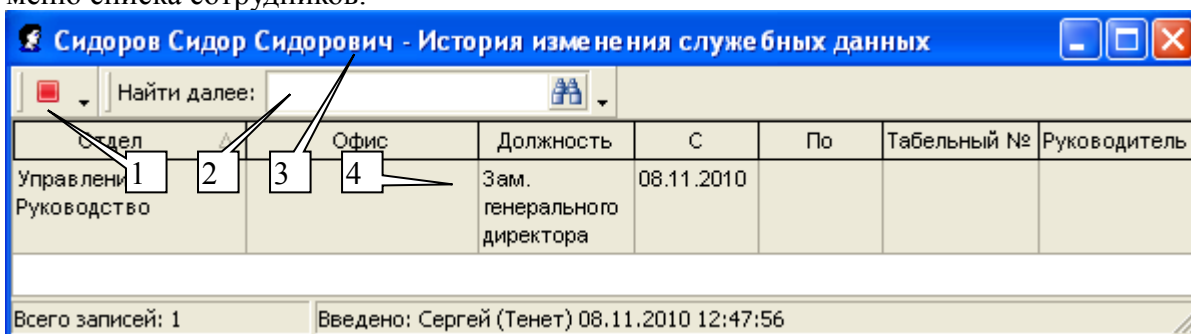 меню списка сотрудников.
Сидоров Сидор Сидорович - История изменения служебных данных
Найти далее:
Отдел Офис Должность С По Табельный № Руководитель
1 2 3 4
Зам. 08.11.2010
Руководство генерального
директора
Всего записей: 1 Введено: Сергей (Тенет) 08.11.2010 12:47:56